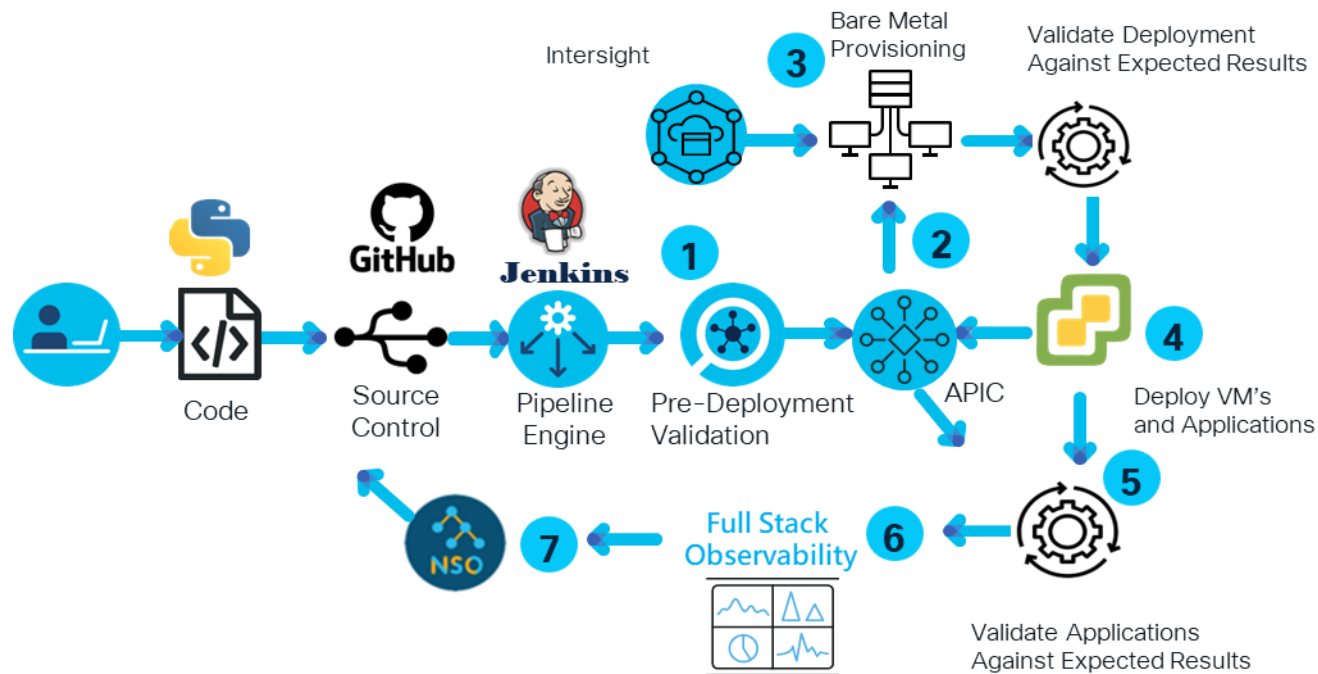 Bare Metal
Provisioning
3
Intersight
Validate Deployment
Against Expected Results
GitHub
Jenkins
1
2
4
Code
Source
Control
Pipeline
Engine
Pre-Deployment
Validation
APIC
Deploy VM's
and Applications
5
NSO
7
Full Stack
Observability
6
Validate Applications
Against Expected Results